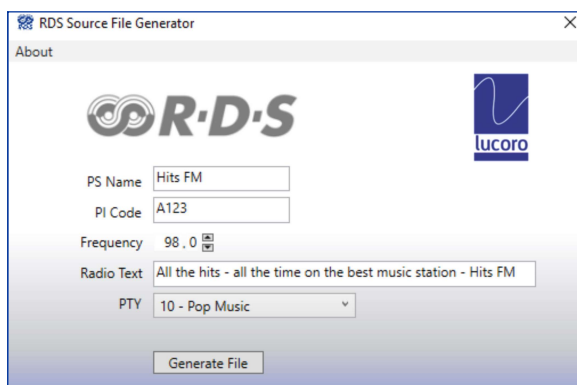 RDS Source File Generator
About
R·D·S
lucoro
PS Name Hits FM
PI Code A123
Frequency 98 , 0
Radio Text All the hits - all the time on the best music station - Hits FM
PTY 10 - Pop Music
Generate File